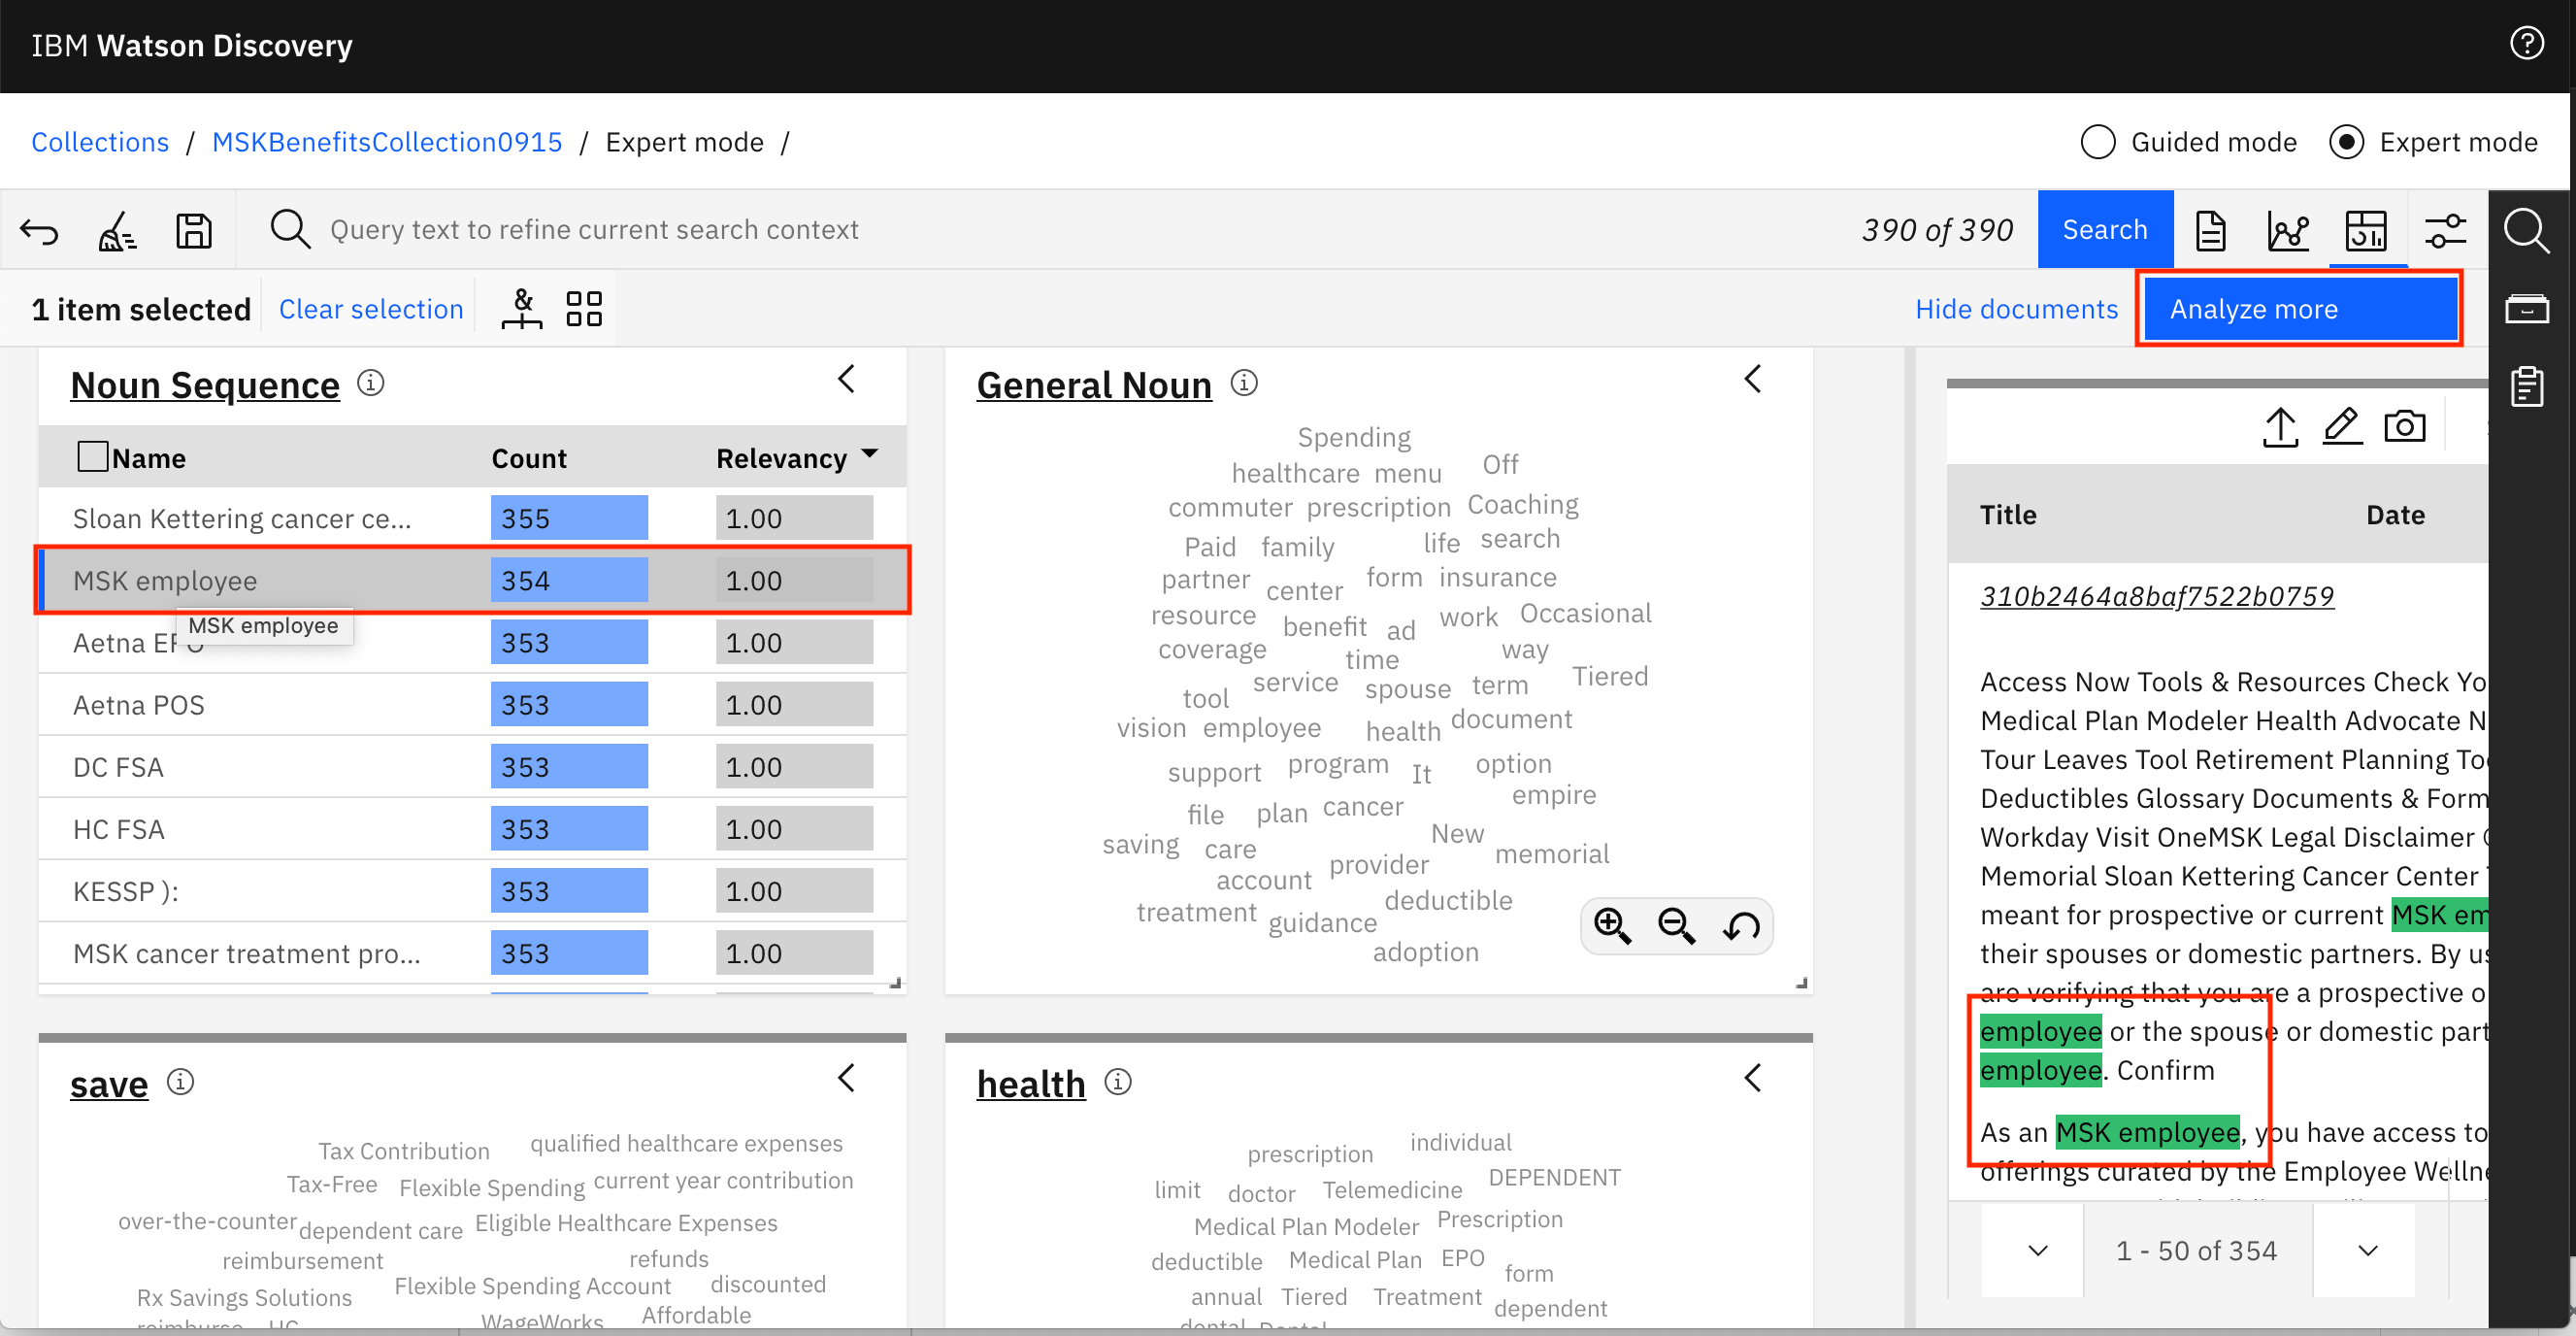 IBM Watson Discovery
Collections / MSKBenefitsCollection0915 / Expert mode /
Guided mode
Expert mode
Query text to refine current search context
390 of 390
Search
1 item selected
Clear selection
Hide documents
Analyze more
Noun Sequence
Name Count Relevancy
Sloan Kettering cancer ce... 355 1.00
MSK employee 354 1.00
MSK employee
Aetna 353 1.00
Aetna POS 353 1.00
DC FSA 353 1.00
HC FSA 353 1.00
KESSP ): 353 1.00
MSK cancer treatment pro... 353 1.00
General Noun
Spending
healthcare menu Off
commuter prescription Coaching
Paid family life search
partner center form insurance
resource benefit ad work Occasional
coverage time way
tool service spouse term Tiered
vision employee health document
support program It option
file plan cancer empire
saving care New memorial
account provider
treatment guidance deductible
adoption
Title Date
310b2464a8baf7522b0759
Access Now Tools & Resources Check Yo
Medical Plan Modeler Health Advocate N
Tour Leaves Tool Retirement Planning To
Deductibles Glossary Documents & Form
Workday Visit OneMSK Legal Disclaimer
Memorial Sloan Kettering Cancer Center
meant for prospective or current MSK em
their spouses or domestic partners. By us
are verifying that you are a prospective o
employee or the spouse or domestic part
employee. Confirm
As an MSK employee, you have access to
offerings curated by the Employee Welln
1 - 50 of 354
save
Tax Contribution qualified healthcare expenses
Tax-Free Flexible Spending current year contribution
over-the-counter dependent care Eligible Healthcare Expenses
reimbursement refunds
Flexible Spending Account discounted
Rx Savings Solutions
WageWorks Affordable
reimburse HC
health
prescription individual
limit doctor Telemedicine DEPENDENT
Medical Plan Modeler Prescription
deductible Medical Plan EPO form
annual Tiered Treatment dependent
dental Dental